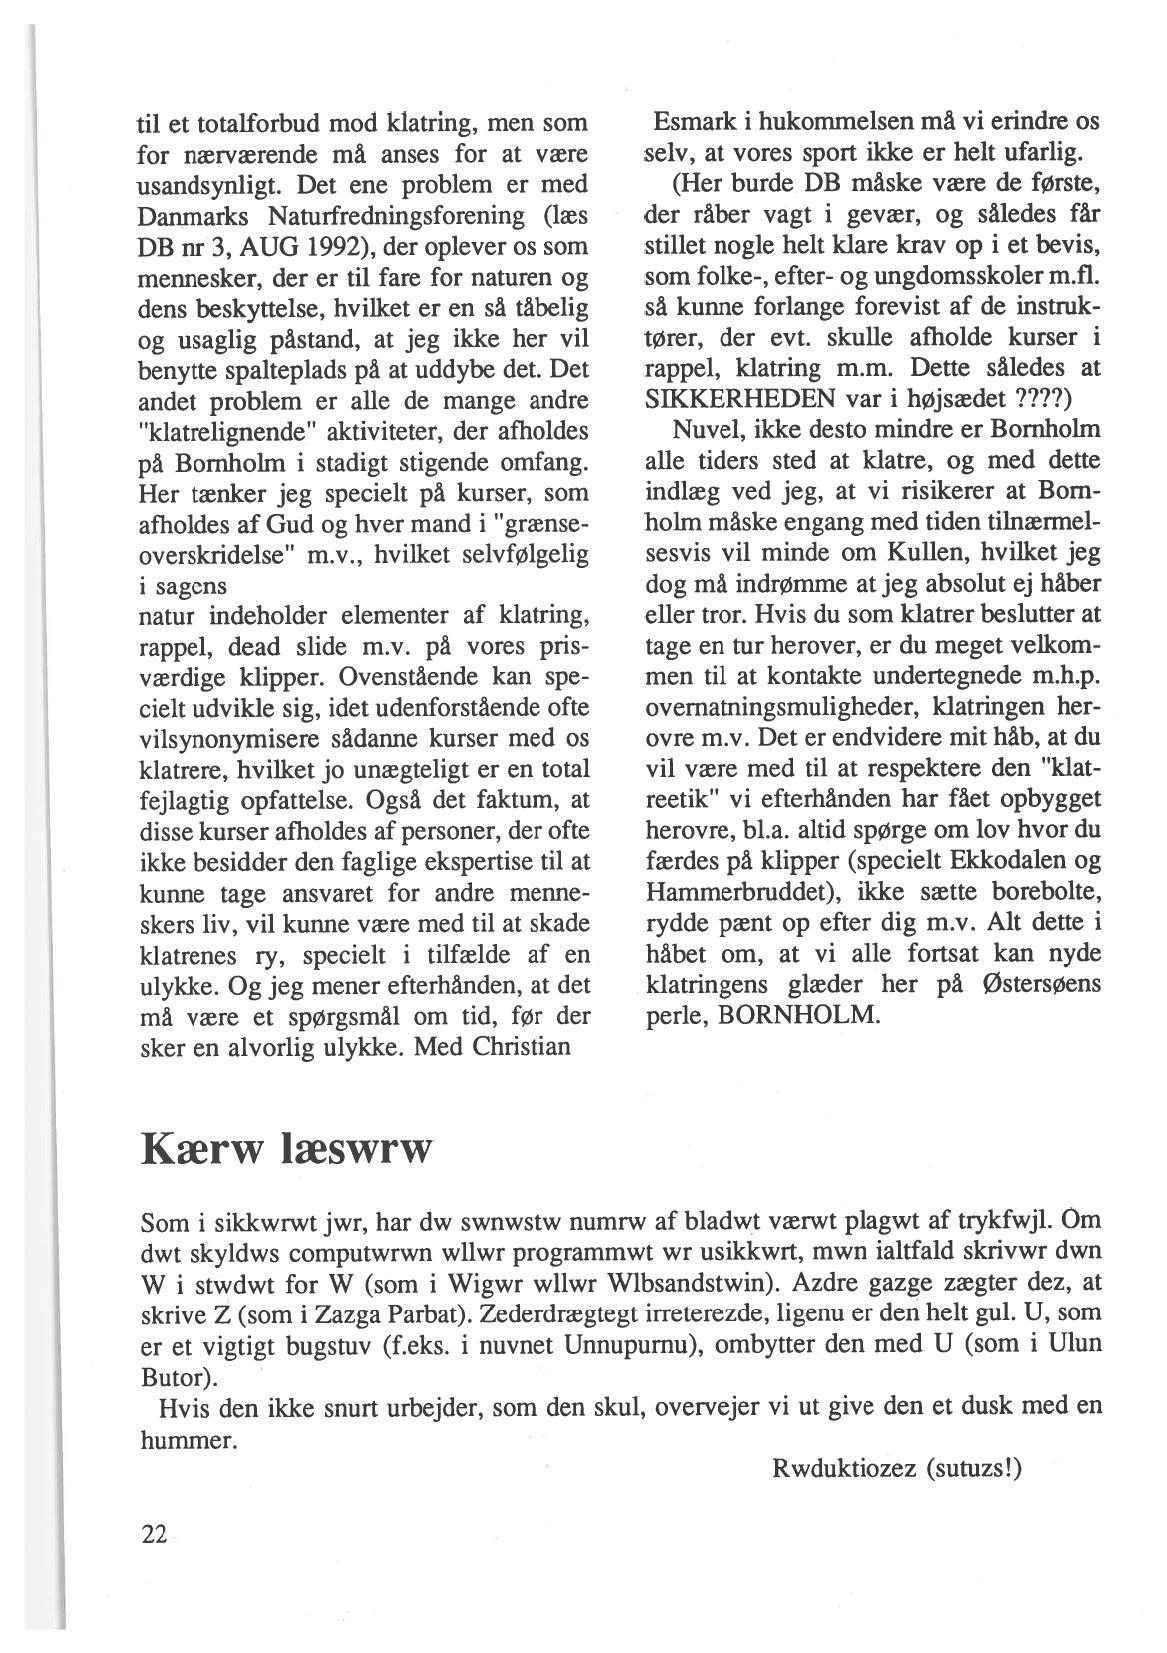 til et totalforbud mod klatring, men som
for nærværende må anses for at være
usandsynligt. Det ene problem er med
Danmarks Naturfredningsforening (læs
DB nr 3, AUG 1992), der oplever os som
mennesker, der er til fare for naturen og
dens beskyttelse, hvilket er en så tåbelig
og usaglig påstand, at jeg ikke her vil
benytte spalteplads på at uddybe det. Det
andet problem er alle de mange andre
"klatrelignende" aktiviteter, der afholdes
på Bornholm i stadigt stigende omfang.
Her tænker jeg specielt på kurser, som
afholdes af Gud og hver mand i "grænse-
overskridelse" m.v., hvilket selvfølgelig
i sagens
natur indeholder elementer af klatring,
rappel, dead slide m.v. på vores pris-
værdige klipper. Ovenstående kan spe-
cielt udvikle sig, idet udenforstående ofte
vilsynonymisere sådanne kurser med os
klatrere, hvilket jo unægteligt er en total
fejlagtig opfattelse. Også det faktum, at
disse kurser afholdes af personer, der ofte
ikke besidder den faglige ekspertise til at
kunne tage ansvaret for andre menne-
skers liv, vil kunne være med til at skade
klatrenes ry, specielt i tilfælde af en
ulykke. Og jeg mener efterhånden, at det
må være et spørgsmål om tid, før der
sker en alvorlig ulykke. Med Christian
Esmark i hukommelsen må vi erindre os
selv, at vores sport ikke er helt ufarlig.
(Her burde DB måske være de første,
der råber vagt i gevær, og således får
stillet nogle helt klare krav op i et bevis,
som folke-, efter- og ungdomsskoler m.fl.
så kunne forlange forevist af de instruk-
tører, der evt. skulle afholde kurser i
rappel, klatring m.m. Dette således at
SIKKERHEDEN var i højsædet ????)
Nuvel, ikke desto mindre er Bornholm
alle tiders sted at klatre, og med dette
indlæg ved jeg, at vi risikerer at Born-
holm måske engang med tiden tilnærmel-
sesvis vil minde om Kullen, hvilket jeg
dog må indrømme at jeg absolut ej håber
eller tror. Hvis du som klatrer beslutter at
tage en tur herover, er du meget velkom-
men til at kontakte undertegnede m.h.p.
overnatningsmuligheder, klatringen her-
ovre m.v. Det er endvidere mit håb, at du
vil være med til at respektere den "klat-
reetik" vi efterhånden har fået opbygget
herovre, bl.a. altid spørge om lov hvor du
færdes på klipper (specielt Ekkodalen og
Hammerbruddet), ikke sætte borebolte,
rydde pænt op efter dig m.v. Alt dette i
håbet om, at vi alle fortsat kan nyde
klatringens glæder her på Østersøens
perle, BORNHOLM.
Kærw læswrw
Som i sikkwrwt jwr, har dw swnwstw numrw af bladwt værwt plagwt af trykfwjl. Om
dwt skyldws computwrwn wllwr programmwt wr usikkwrt, mwn ialtfald skrivwr dwn
W i stwdwt for W (som i Wigwr wllwr Wlbsandstwin). Azdre gazge zægter dez, at
skrive Z (som i Zazga Parbat). Zederdrægtegt irreterezde, ligenu er den helt gul. U, som
er et vigtigt bugstuv (f.eks. i nuvnet Unnupurnu), ombytter den med U (som i Ulun
Butor).
Hvis den ikke snurt urbejder, som den skul, overvejer vi ut give den et dusk med en
hummer.
Rwduktiozez (sutuzs!)
22